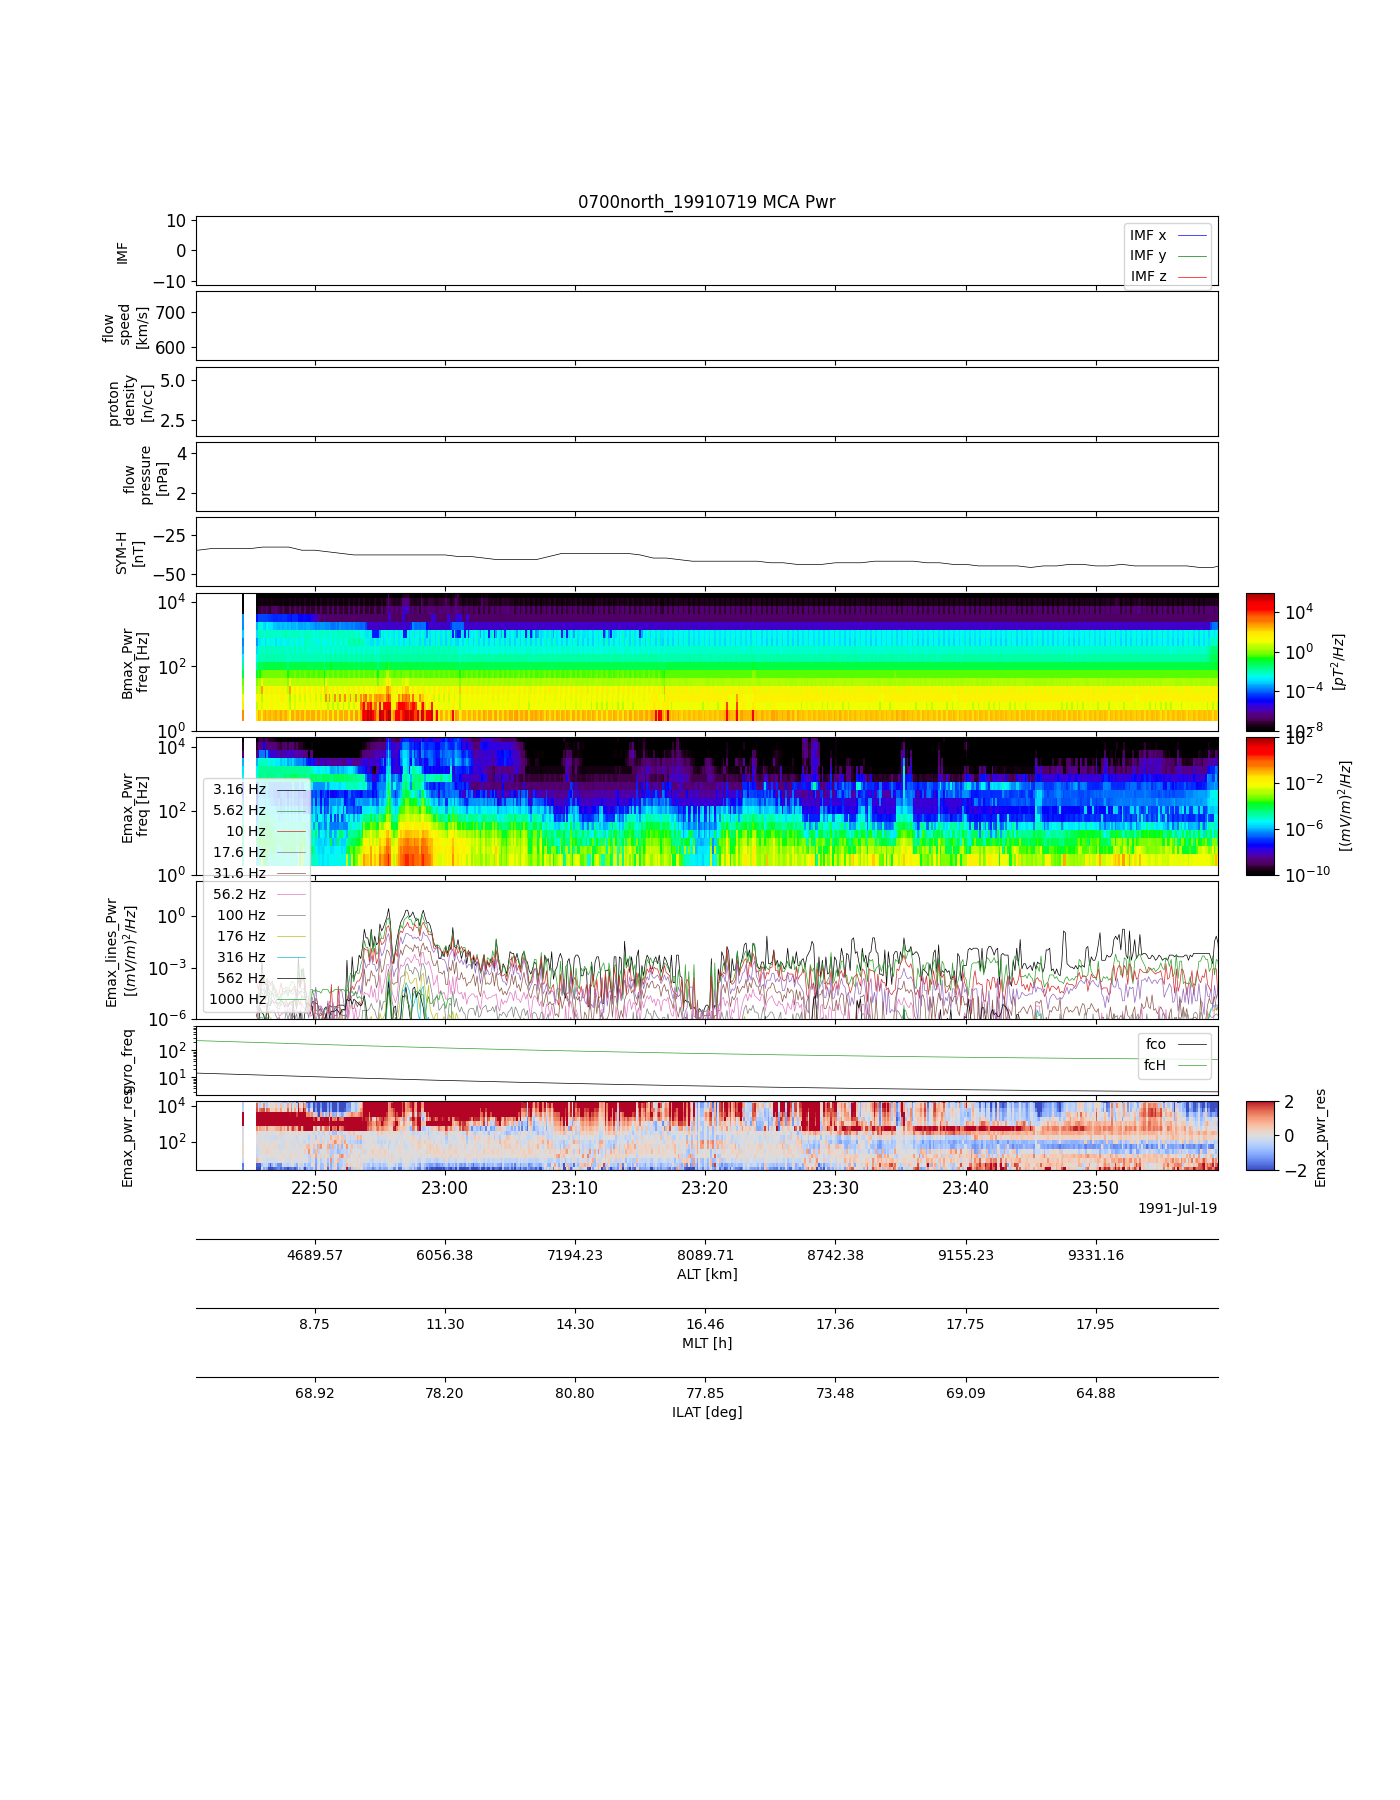 0700north_19910719 MCA Pwr
10
0
−10
IMF
IMF x
IMF y
IMF z
700
600
flow
speed
[km/s]
5.0
2.5
proton
density
[n/cc]
4
2
flow
pressure
[nPa]
−25
−50
SYM-H
[nT]
10^4
10^2
10^0
Bmax_Pwr
freq [Hz]
10^4
10^0
10^−4
10^−8
[pT^2/Hz]
10^4
10^2
10^0
Emax_Pwr
freq [Hz]
10^2
10^−2
10^−6
10^−10
[(mV/m)^2/Hz]
3.16 Hz
5.62 Hz
10 Hz
17.6 Hz
31.6 Hz
56.2 Hz
100 Hz
176 Hz
316 Hz
562 Hz
1000 Hz
10^0
10^−3
10^−6
Emax_lines_Pwr
[(mV/m)^2/Hz]
10^2
10^1
gyro_freq
fco
fcH
10^4
10^2
Emax_pwr_res
2
0
−2
Emax_pwr_res
22:50 23:00 23:10 23:20 23:30 23:40 23:50
1991-Jul-19
4689.57 6056.38 7194.23 8089.71 8742.38 9155.23 9331.16
ALT [km]
8.75 11.30 14.30 16.46 17.36 17.75 17.95
MLT [h]
68.92 78.20 80.80 77.85 73.48 69.09 64.88
ILAT [deg]